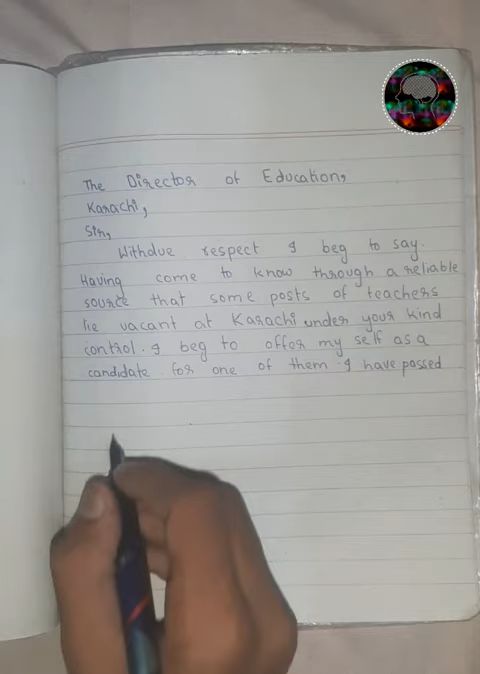 The Director of Education,
Karachi,
Sir,
Withdue respect I beg to say.
Having come to know through a reliable
source that some posts of teachers
lie vacant at Karachi under your kind
control. I beg to offer my self as a
candidate for one of them. I have passed